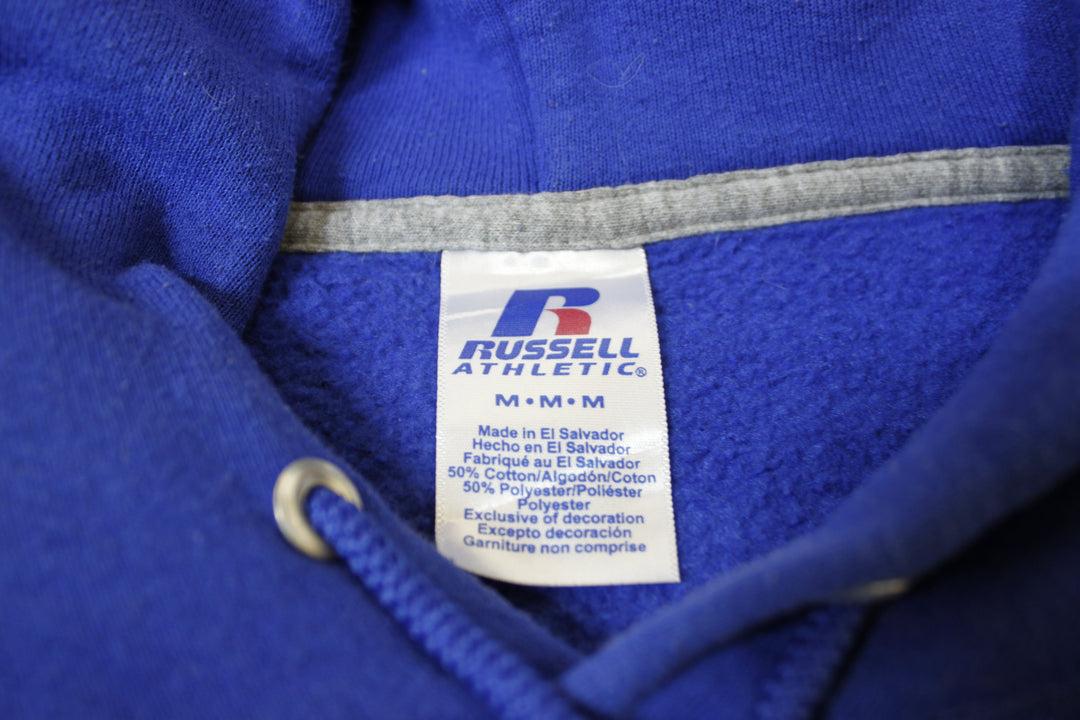 R
RUSSELL
ATHLETIC®
M•M•M
Made in El Salvador
Hecho en El Salvador
Fabriqué au El Salvador
50% Cotton/Algodón/Coton
50% Polyester/Poliéster
Polyester
Exclusive of decoration
Excepto decoración
Garniture non comprise